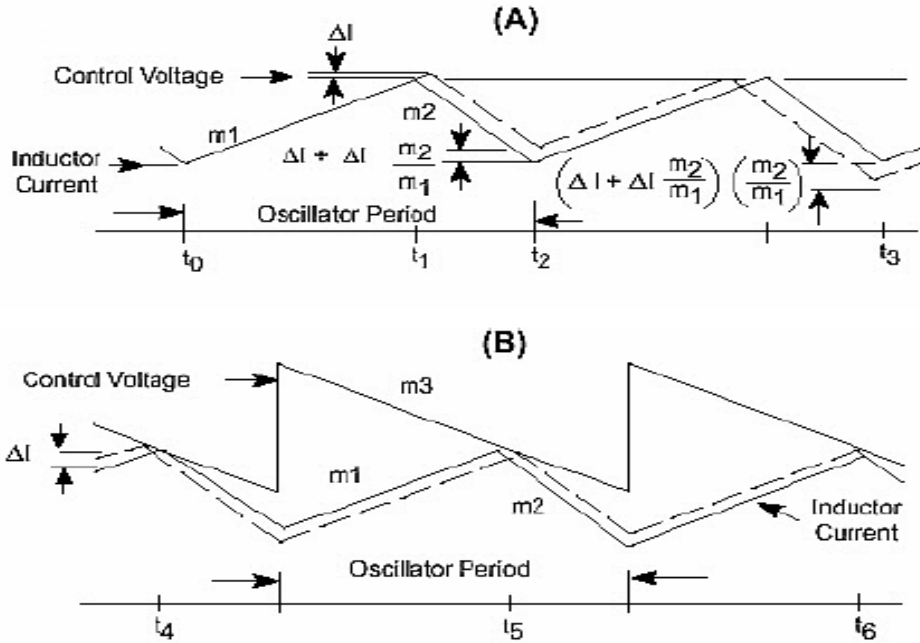 (A)
ΔI
Control Voltage
m1
m2
Inductor
Current
ΔI + ΔI m2/m1
(Δ I + ΔI m2/m1) (m2/m1)
Oscillator Period
t0
t1
t2
t3
(B)
Control Voltage
m3
ΔI
m1
m2
Inductor
Current
Oscillator Period
t4
t5
t6